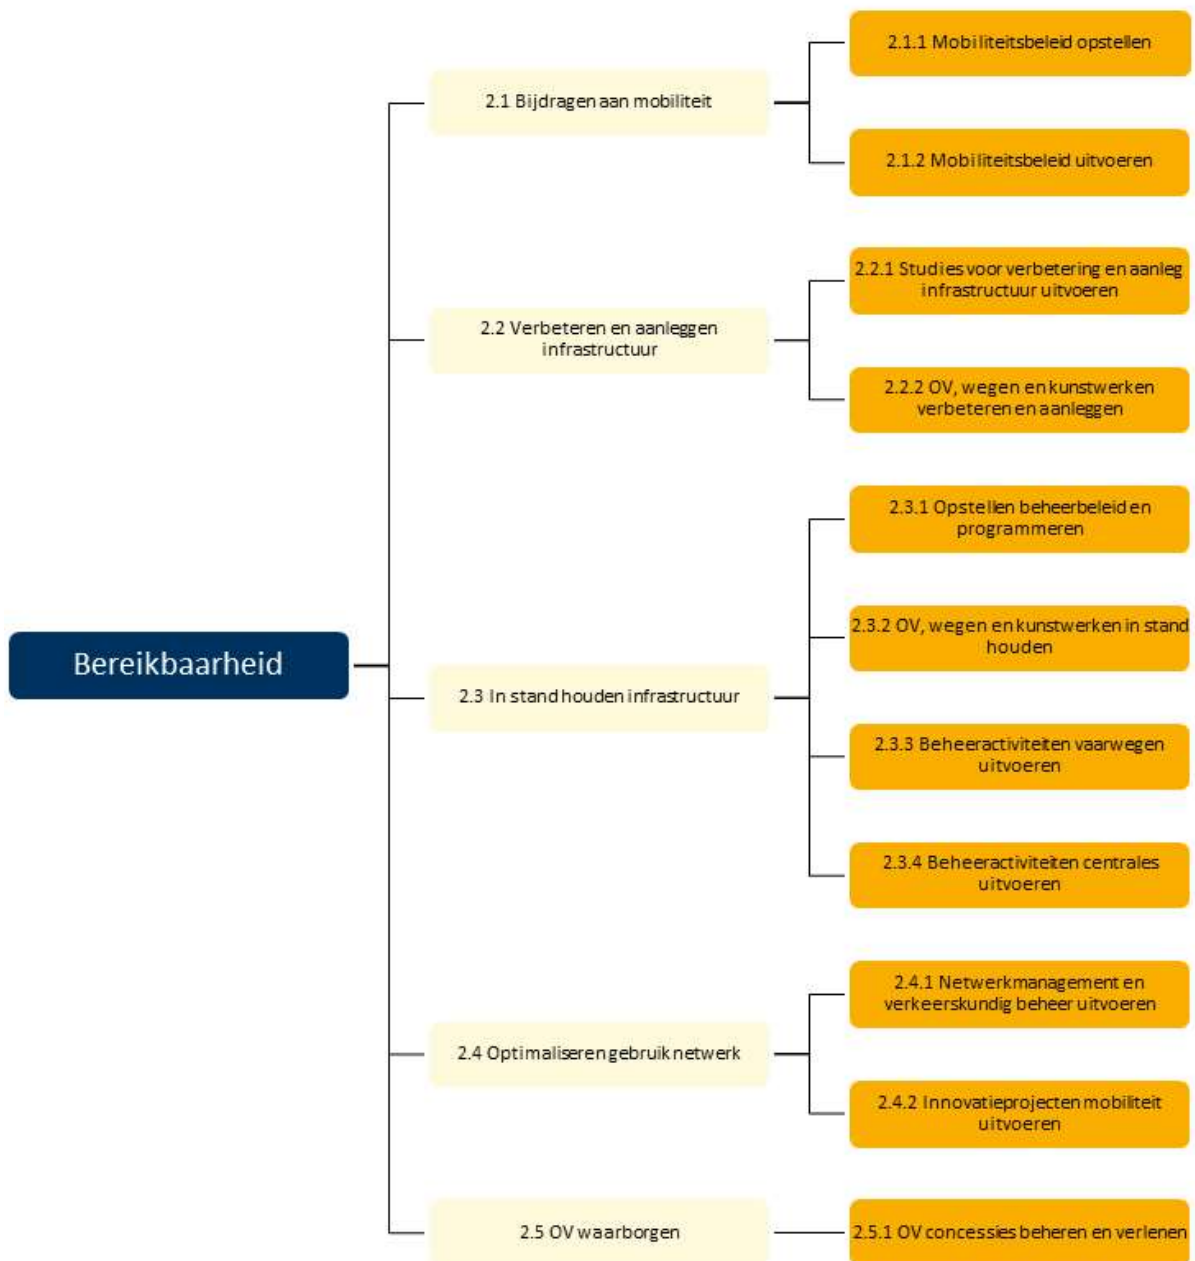 Bereikbaarheid
2.1 Bijdragen aan mobiliteit
2.1.1 Mobiliteitsbeleid opstellen
2.1.2 Mobiliteitsbeleid uitvoeren
2.2 Verbeteren en aanleggen
infrastructuur
2.2.1 Studies voor verbetering en aanleg
infrastructuur uitvoeren
2.2.2 OV, wegen en kunstwerken
verbeteren en aanleggen
2.3 In stand houden infrastructuur
2.3.1 Opstellen beheerbeleid en
programmeren
2.3.2 OV, wegen en kunstwerken in stand
houden
2.3.3 Beheeractiviteiten vaarwegen
uitvoeren
2.3.4 Beheeractiviteiten centrales
uitvoeren
2.4 Optimaliseren gebruik netwerk
2.4.1 Netwerkmanagement en
verkeerskundig beheer uitvoeren
2.4.2 Innovatieprojecten mobiliteit
uitvoeren
2.5 OV waarborgen
2.5.1 OV concessies beheren en verlenen